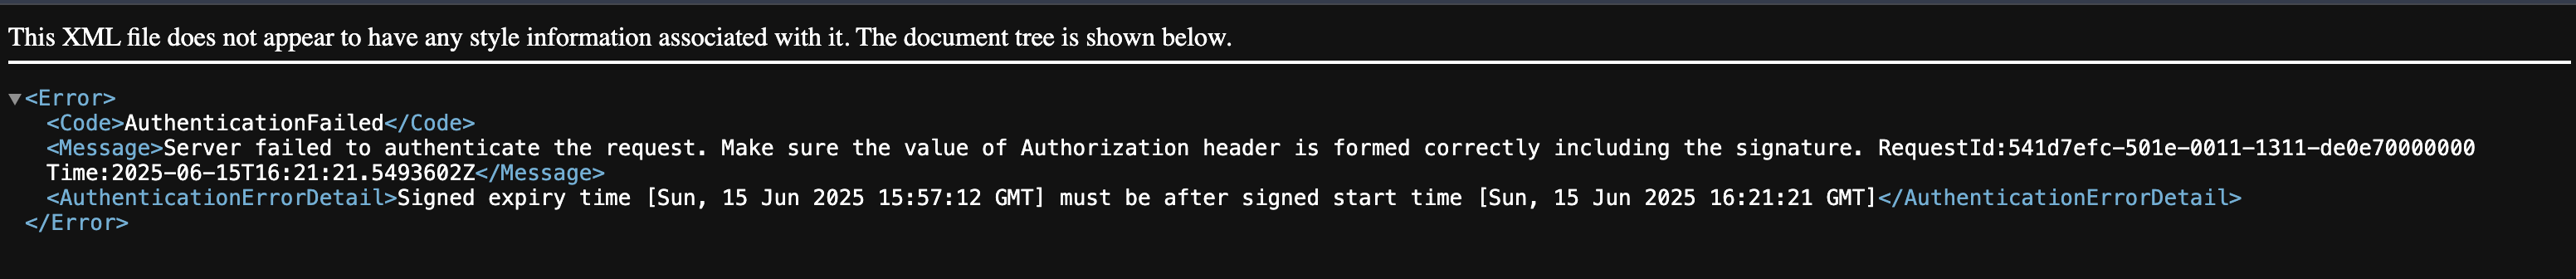 This XML file does not appear to have any style information associated with it. The document tree is shown below.
▼<Error>
<Code>AuthenticationFailed</Code>
<Message>Server failed to authenticate the request. Make sure the value of Authorization header is formed correctly including the signature. RequestId:541d7efc-501e-0011-1311-de0e70000000
Time:2025-06-15T16:21:21.5493602Z</Message>
<AuthenticationErrorDetail>Signed expiry time [Sun, 15 Jun 2025 15:57:12 GMT] must be after signed start time [Sun, 15 Jun 2025 16:21:21 GMT]</AuthenticationErrorDetail>
</Error>